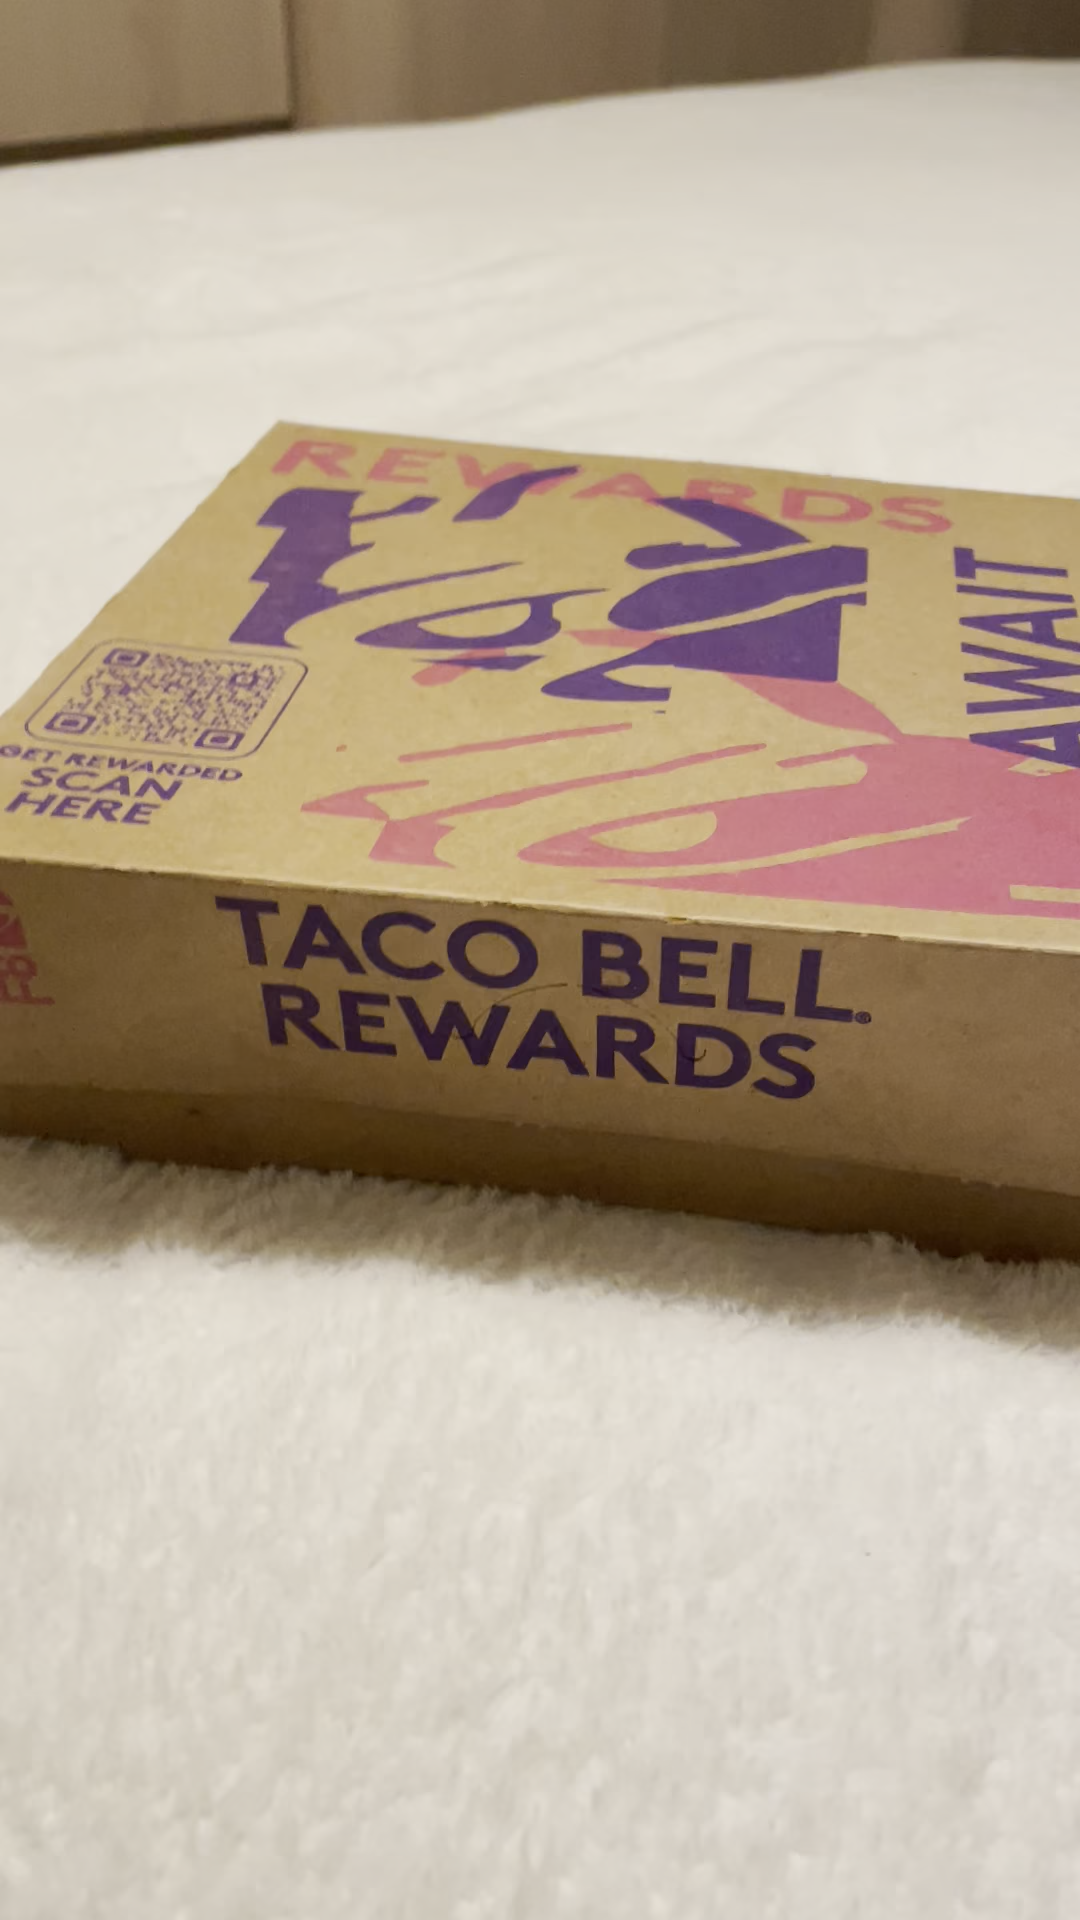 REWARDS
AWAIT
GET REWARDED
SCAN
HERE
TACO BELL®
REWARDS